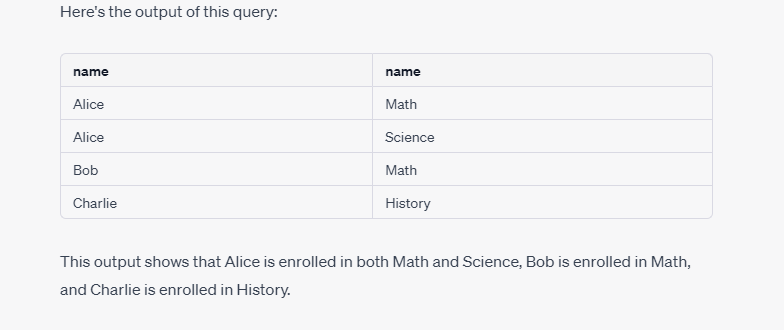 Here's the output of this query:
name name
Alice Math
Alice Science
Bob Math
Charlie History
This output shows that Alice is enrolled in both Math and Science, Bob is enrolled in Math,
and Charlie is enrolled in History.